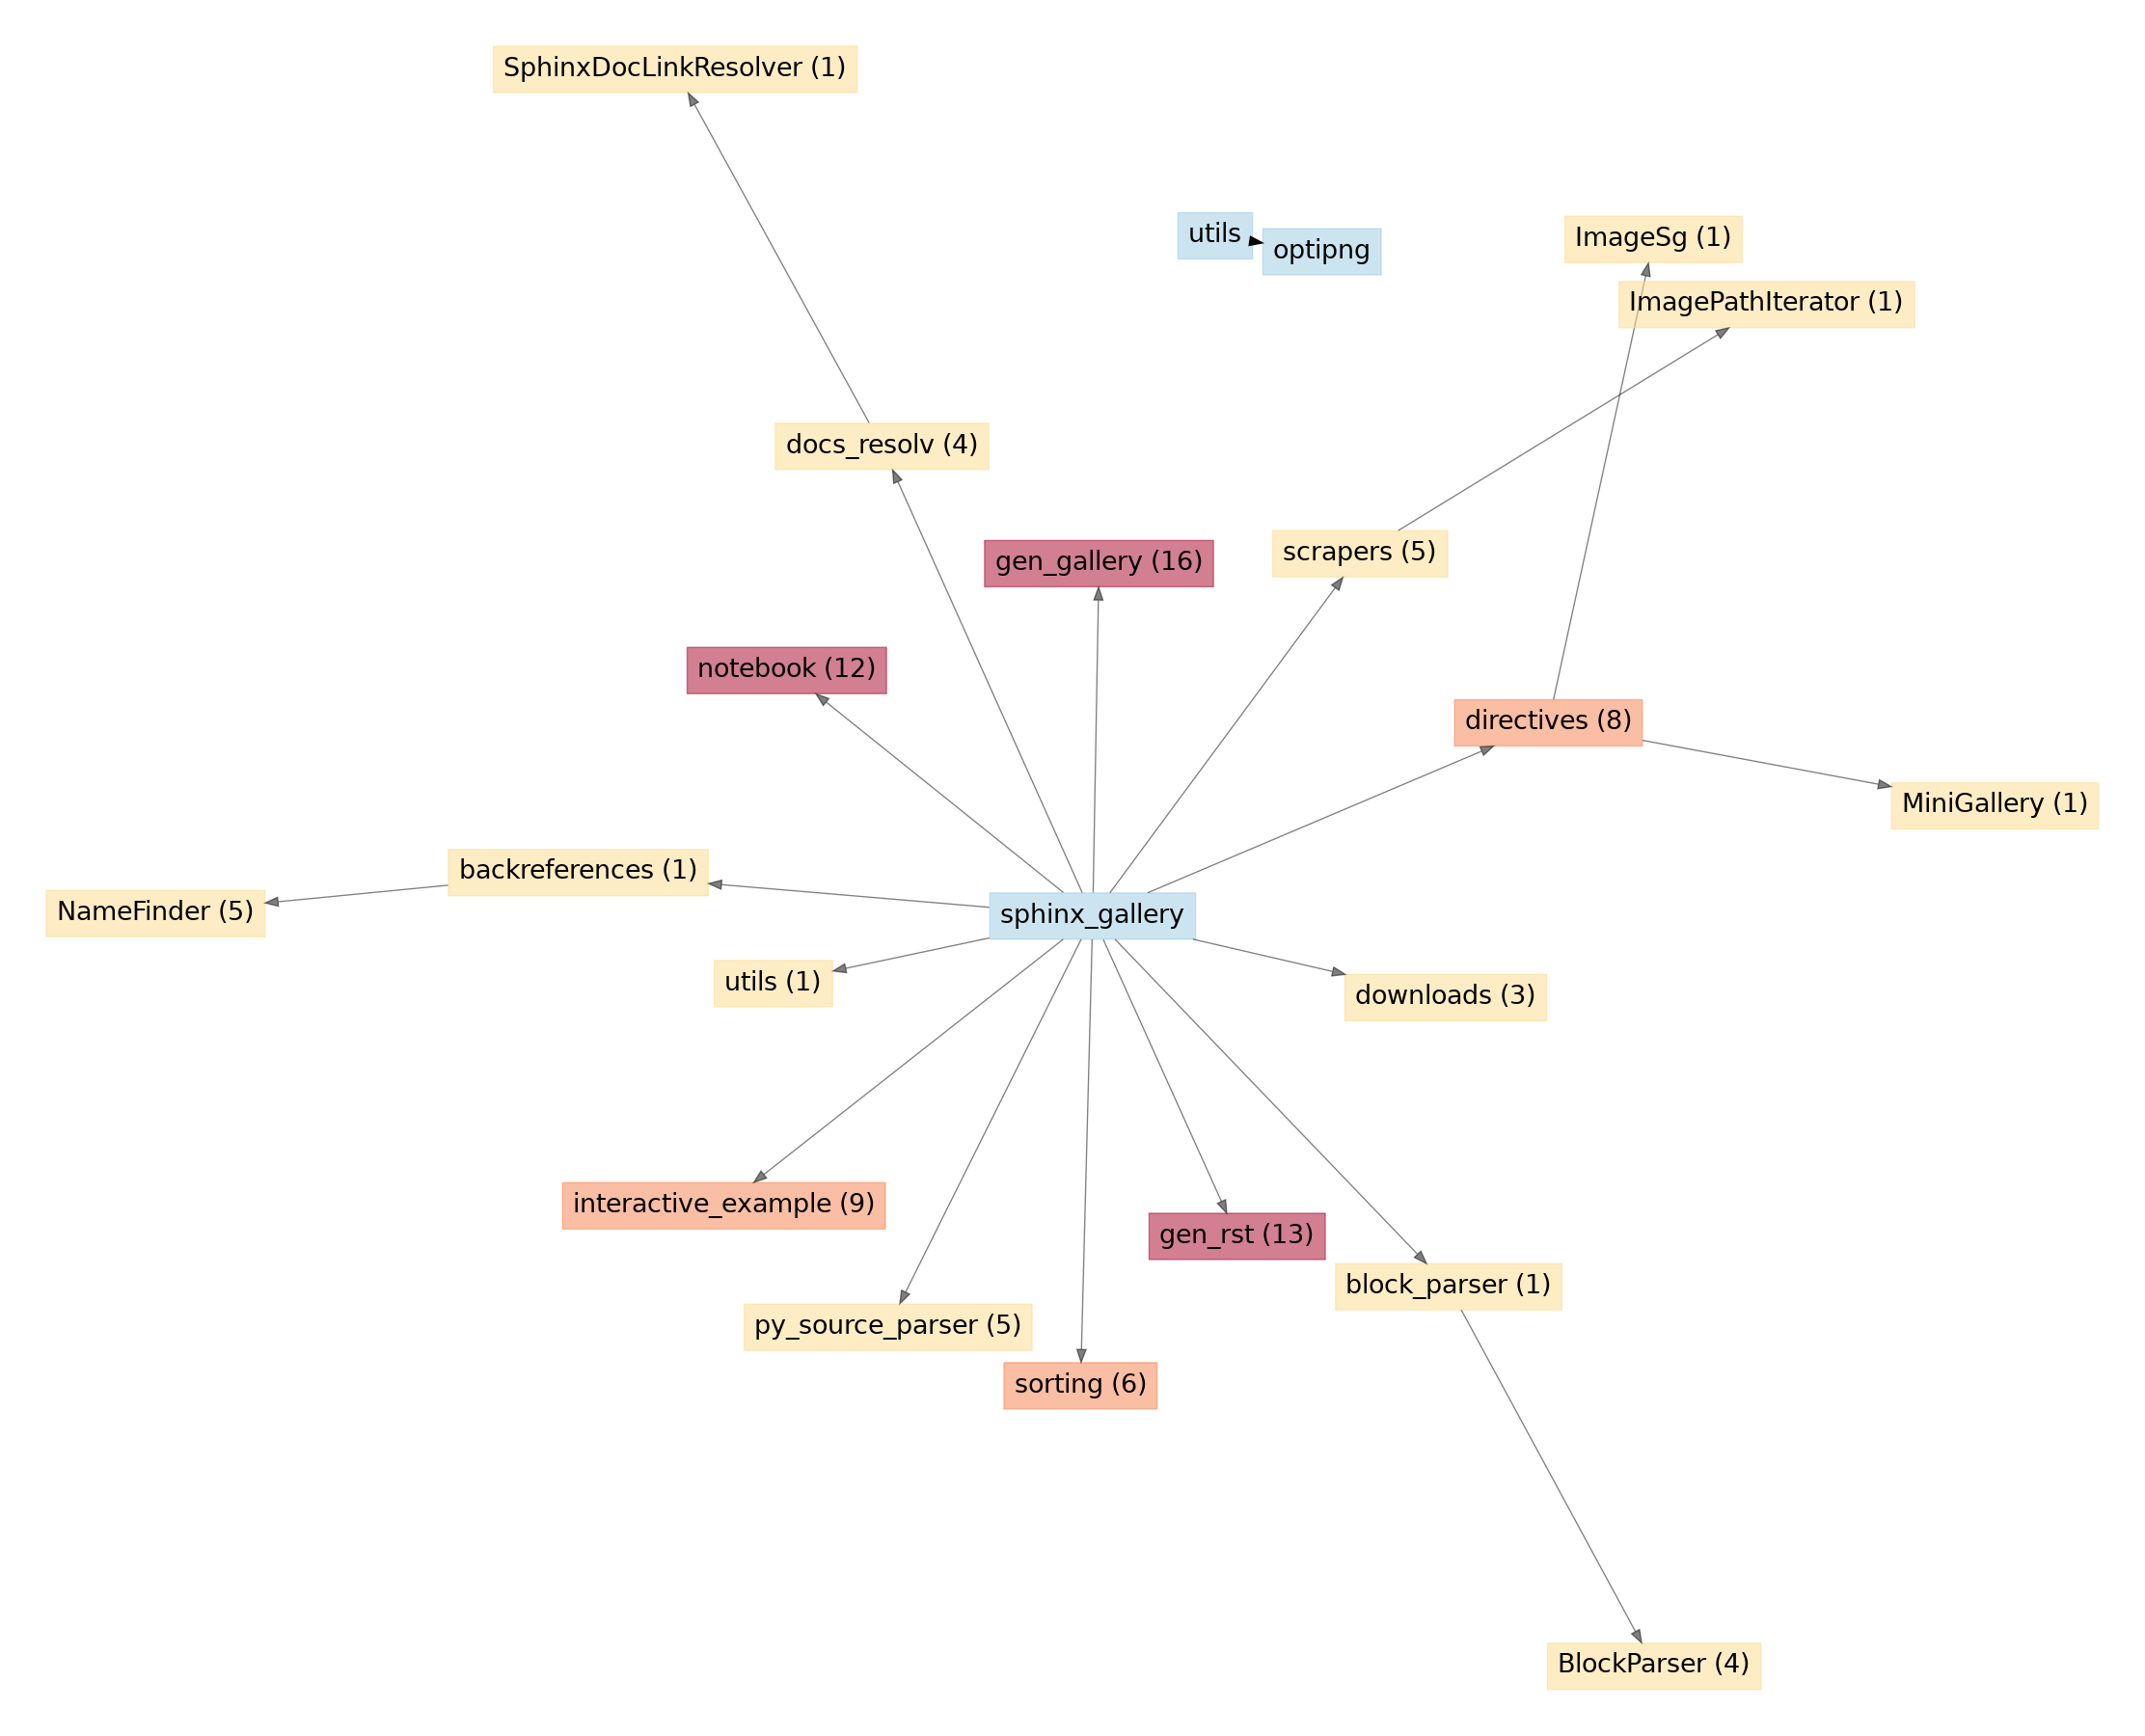 SphinxDocLinkResolver (1)
utils
optipng
ImageSg (1)
ImagePathIterator (1)
docs_resolv (4)
scrapers (5)
gen_gallery (16)
notebook (12)
directives (8)
MiniGallery (1)
backreferences (1)
NameFinder (5)
sphinx_gallery
utils (1)
downloads (3)
interactive_example (9)
gen_rst (13)
block_parser (1)
py_source_parser (5)
sorting (6)
BlockParser (4)